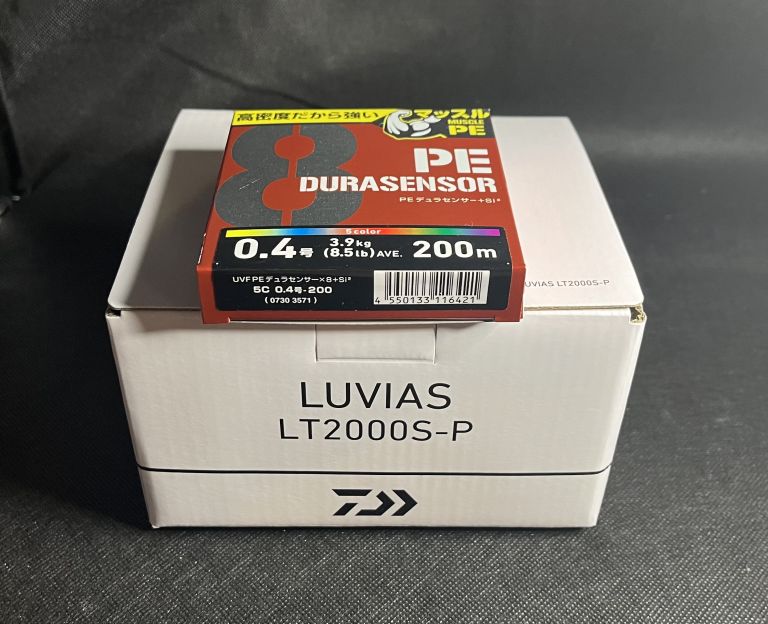 高密度だから強い
マッスル
MUSCLE
PE
8
PE
DURASENSOR
PEデュラセンサー+Si²
5color
0.4号 3.9kg (8.5lb) AVE. 200m
UVF PEデュラセンサー×8+Si²
5C 0.4号-200
(0730 3571)
4 550133 116421
LUVIAS LT2000S-P
LUVIAS
LT2000S-P